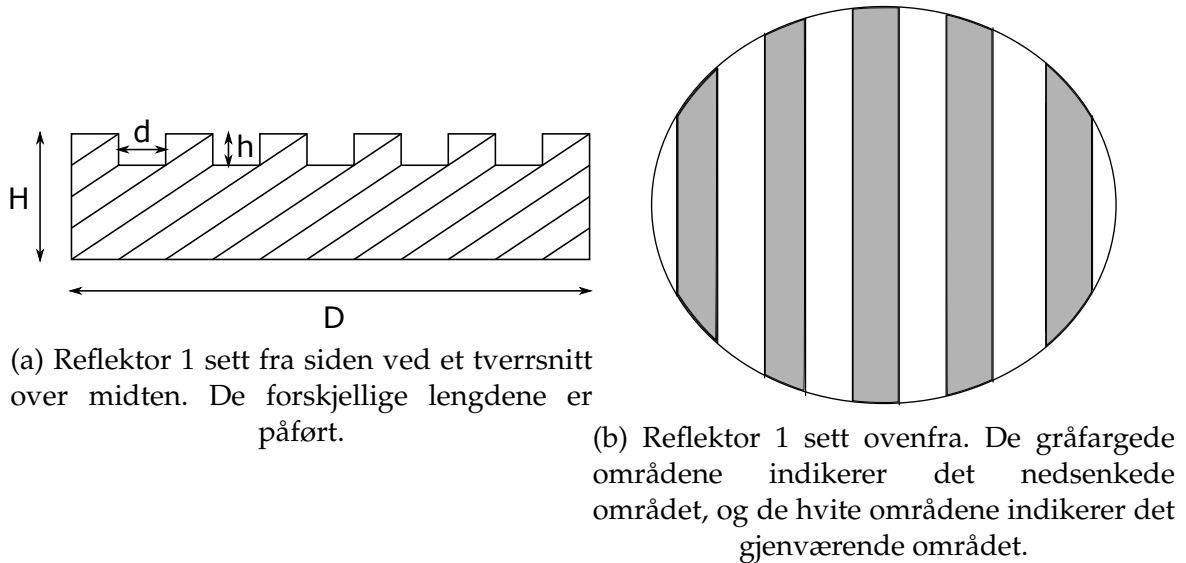 d
h
H
D
(a) Reflektor 1 sett fra siden ved et tverrsnitt
over midten. De forskjellige lengdene er
påført.
(b) Reflektor 1 sett ovenfra. De gråfargede
områdene indikerer det nedsenkede
området, og de hvite områdene indikerer det
gjenværende området.